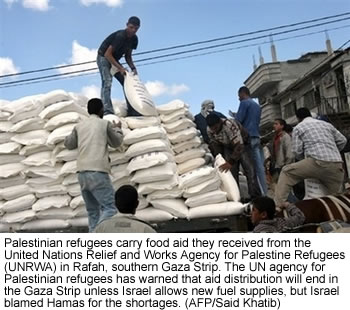 Palestinian refugees carry food aid they received from the
United Nations Relief and Works Agency for Palestine Refugees
(UNRWA) in Rafah, southern Gaza Strip. The UN agency for
Palestinian refugees has warned that aid distribution will end in
the Gaza Strip unless Israel allows new fuel supplies, but Israel
blamed Hamas for the shortages. (AFP/Said Khatib)